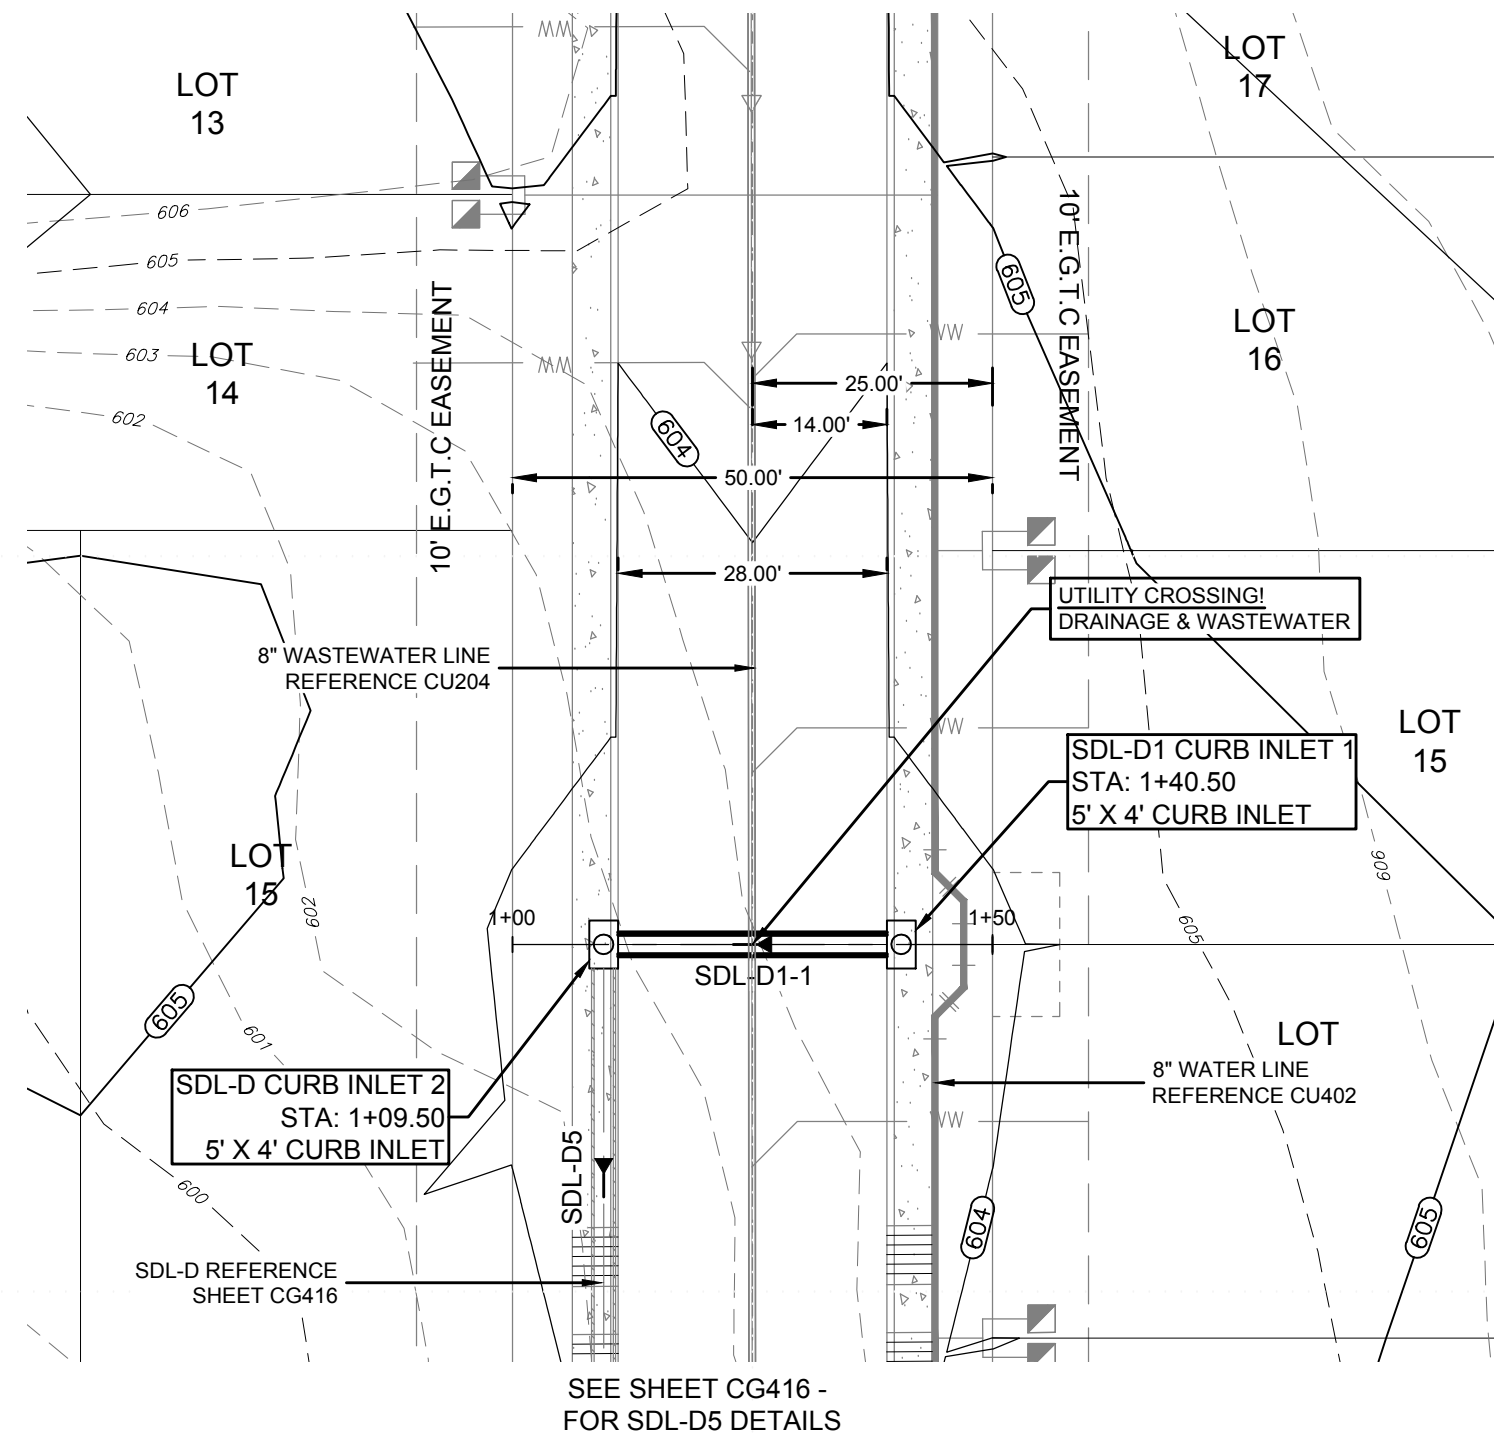 LOT
13
LOT
17
606
605
604
603
602
LOT
14
10' E.G.T.C EASEMENT
10' E.G.T.C EASEMENT
605
LOT
16
WW
WW
WW
25.00'
14.00'
604
50.00'
28.00'
UTILITY CROSSING!
DRAINAGE & WASTEWATER
8" WASTEWATER LINE
REFERENCE CU204
WW
SDL-D1 CURB INLET 1
STA: 1+40.50
5' X 4' CURB INLET
LOT
15
LOT
15
602
606
605
1+00
1+50
SDL-D1-1
605
601
LOT
8" WATER LINE
REFERENCE CU402
SDL-D CURB INLET 2
STA: 1+09.50
5' X 4' CURB INLET
WW
SDL-D5
600
604
605
SDL-D REFERENCE
SHEET CG416
SEE SHEET CG416 -
FOR SDL-D5 DETAILS